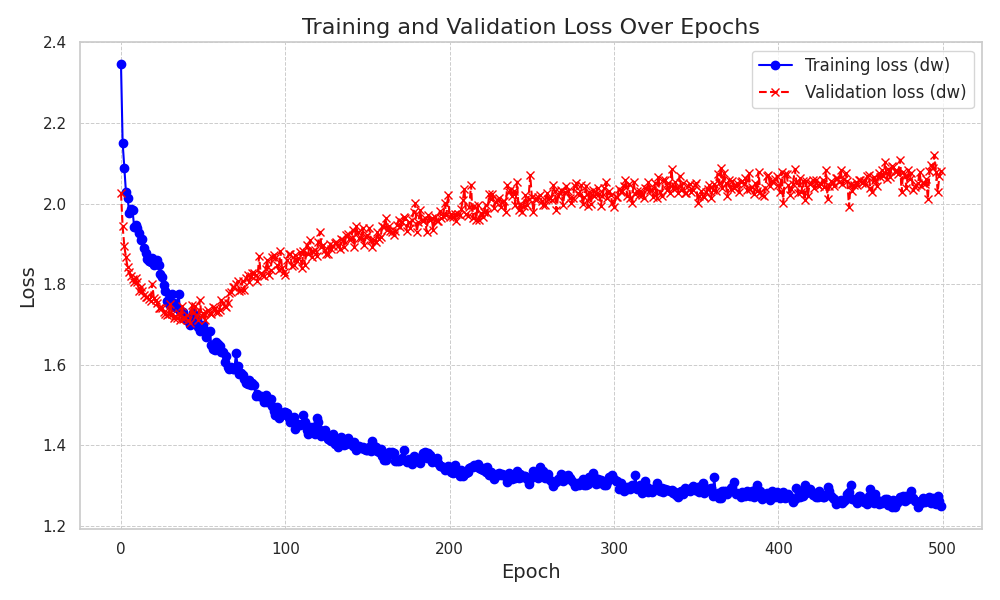 Training and Validation Loss Over Epochs
Training loss (dw)
Validation loss (dw)
Loss
2.4
2.2
2.0
1.8
1.6
1.4
1.2
0
100
200
300
400
500
Epoch